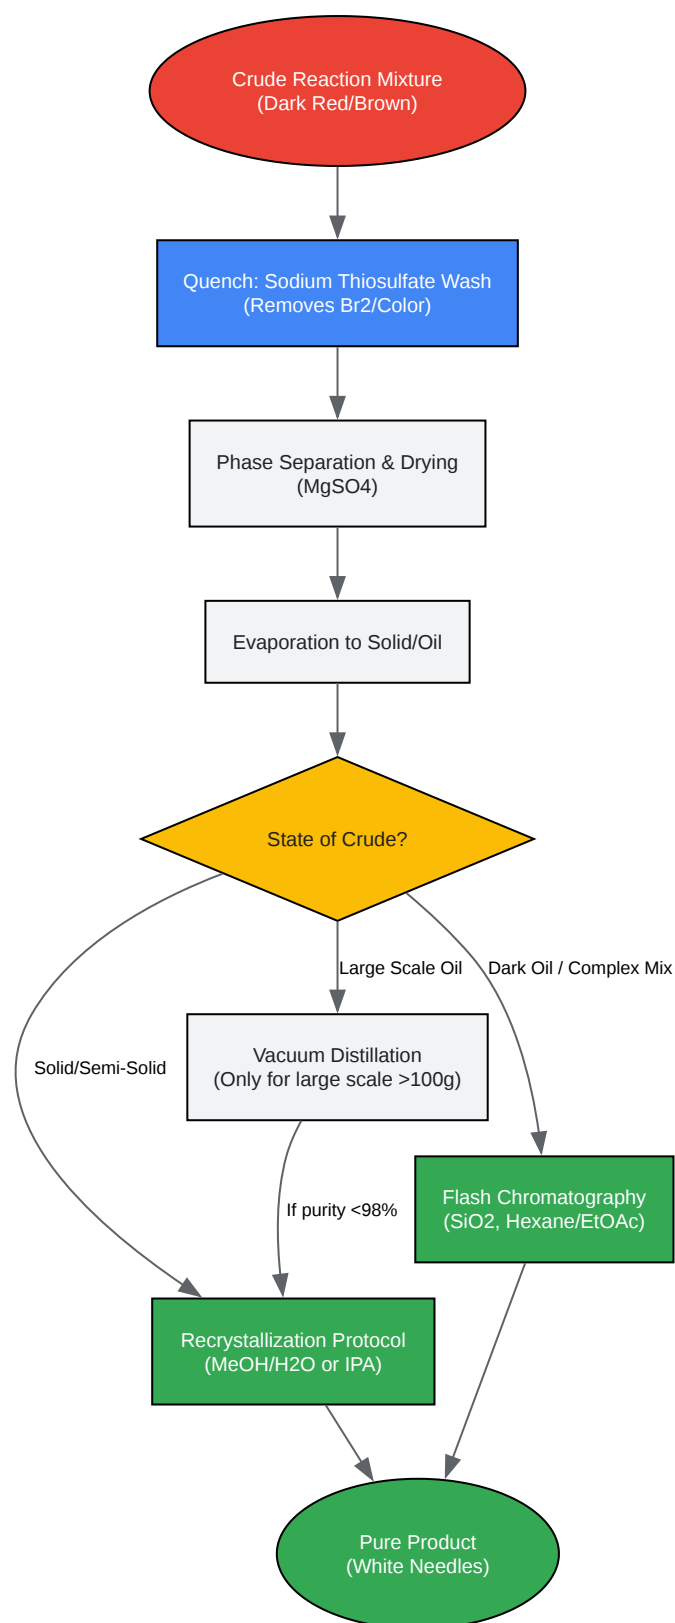 Crude Reaction Mixture
(Dark Red/Brown)
Quench: Sodium Thiosulfate Wash
(Removes Br2/Color)
Phase Separation & Drying
(MgSO4)
Evaporation to Solid/Oil
State of Crude?
Large Scale Oil
Dark Oil / Complex Mix
Vacuum Distillation
(Only for large scale >100g)
Solid/Semi-Solid
Flash Chromatography
(SiO2, Hexane/EtOAc)
If purity <98%
Recrystallization Protocol
(MeOH/H2O or IPA)
Pure Product
(White Needles)